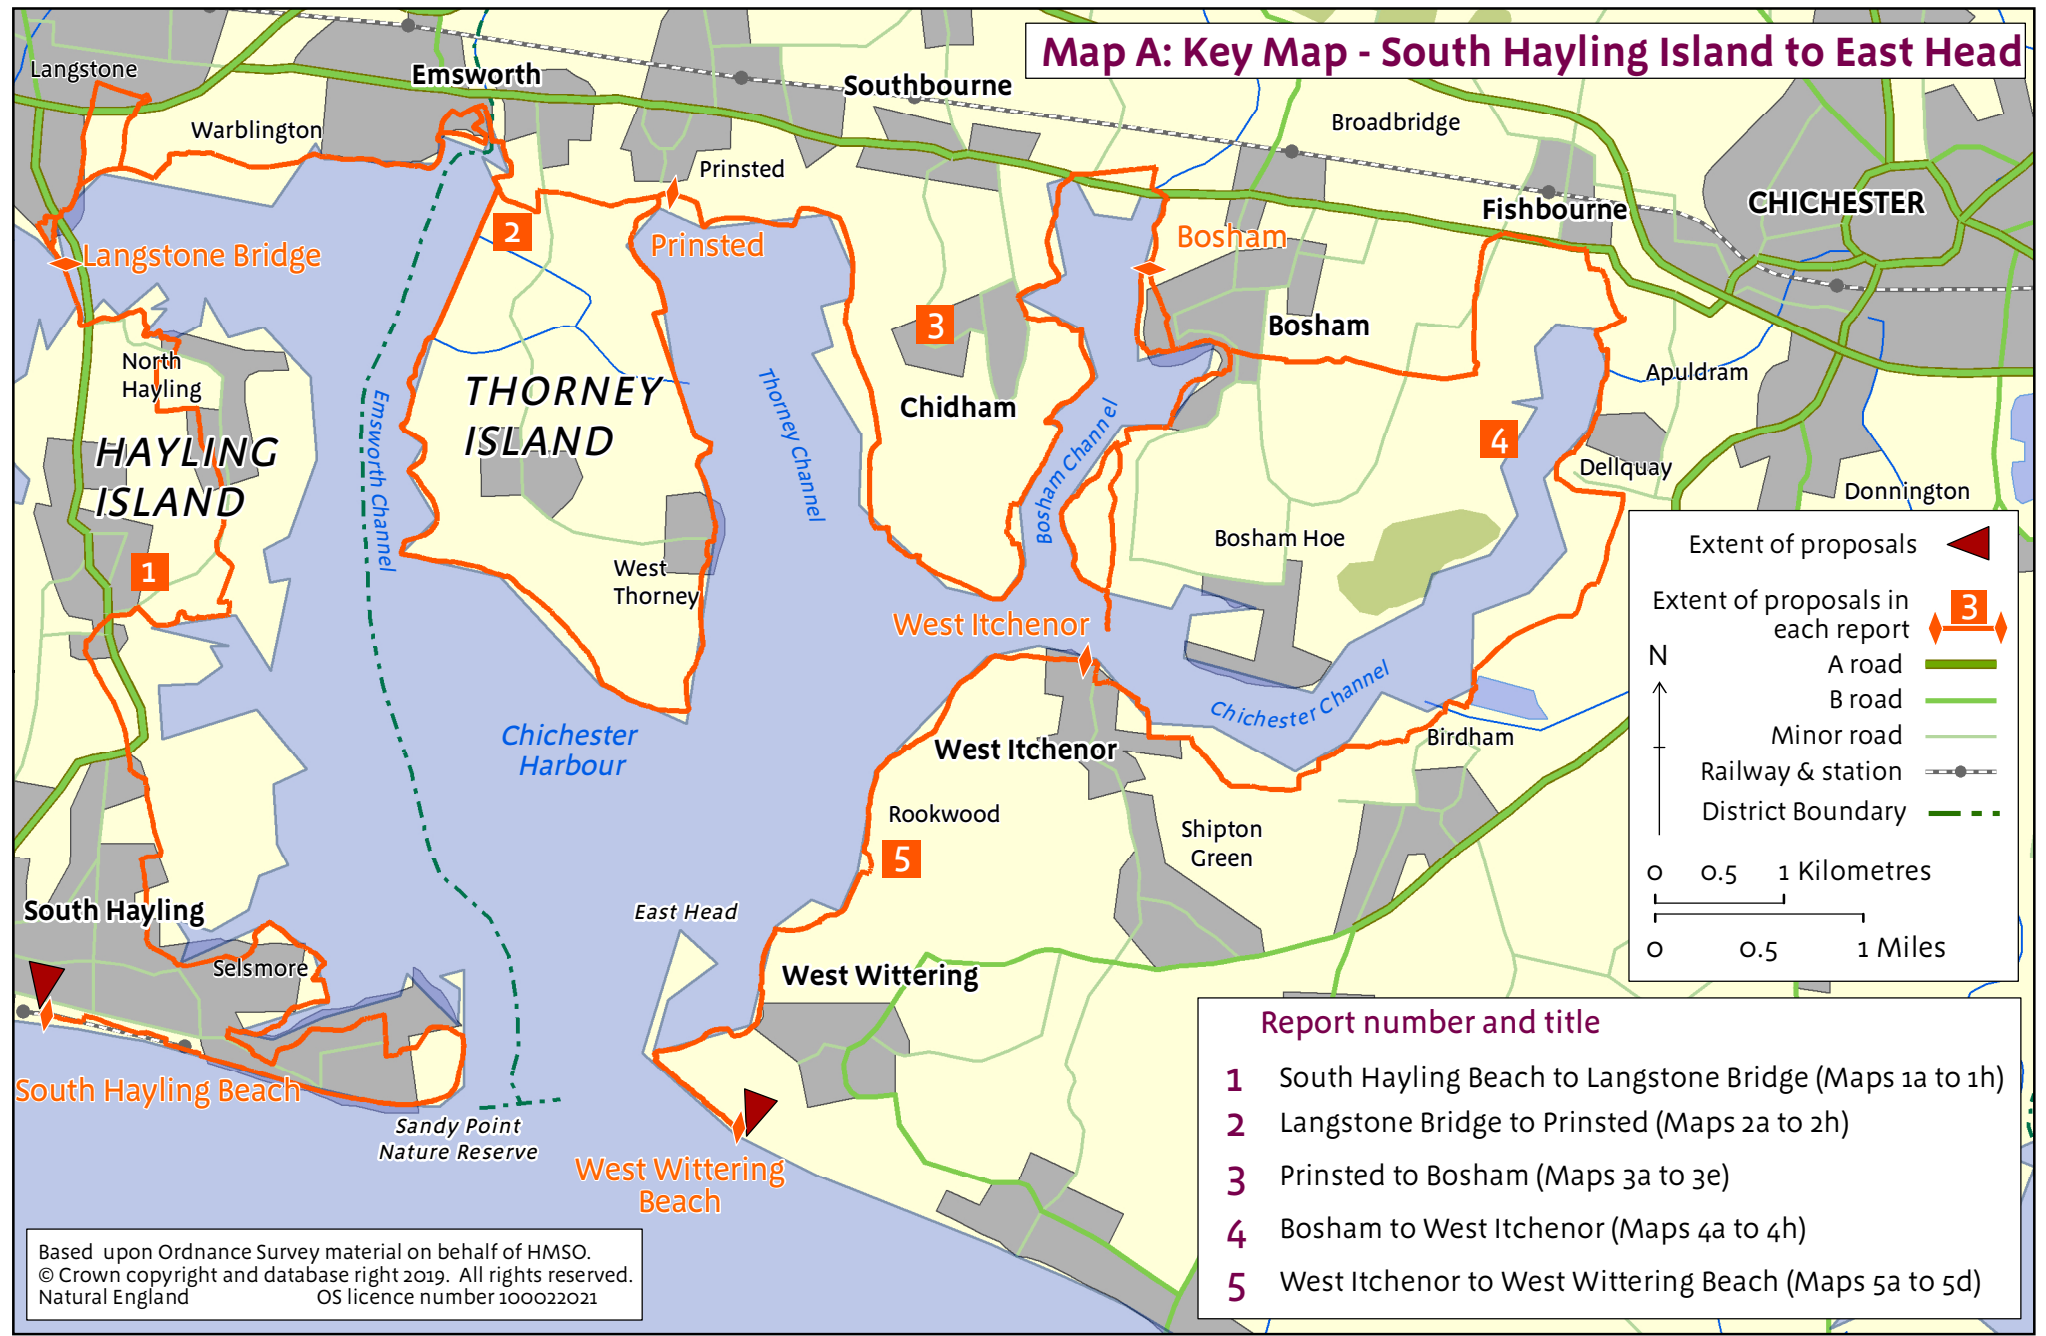 Map A: Key Map - South Hayling Island to East Head
Langstone
Emsworth
Southbourne
Warblington
Broadbridge
Prinsted
Fishbourne
CHICHESTER
2
Langstone Bridge
Prinsted
Bosham
3
Bosham
North
Hayling
Apuldram
THORNEY
ISLAND
Chidham
HAYLING
ISLAND
Emsworth Channel
Thorney Channel
Bosham Channel
4
Dellquay
Donnington
1
West
Thorney
Bosham Hoe
West Itchenor
Chichester Channel
Chichester
Harbour
West Itchenor
Birdham
Rookwood
Shipton
Green
5
South Hayling
East Head
Selsmore
West Wittering
South Hayling Beach
Sandy Point
Nature Reserve
West Wittering
Beach
Extent of proposals
Extent of proposals in
each report
3
N
A road
B road
Minor road
Railway & station
District Boundary
0 0.5 1 Kilometres
0 0.5 1 Miles
Report number and title
1 South Hayling Beach to Langstone Bridge (Maps 1a to 1h)
2 Langstone Bridge to Prinsted (Maps 2a to 2h)
3 Prinsted to Bosham (Maps 3a to 3e)
4 Bosham to West Itchenor (Maps 4a to 4h)
5 West Itchenor to West Wittering Beach (Maps 5a to 5d)
Based upon Ordnance Survey material on behalf of HMSO.
© Crown copyright and database right 2019. All rights reserved.
Natural England OS licence number 100022021